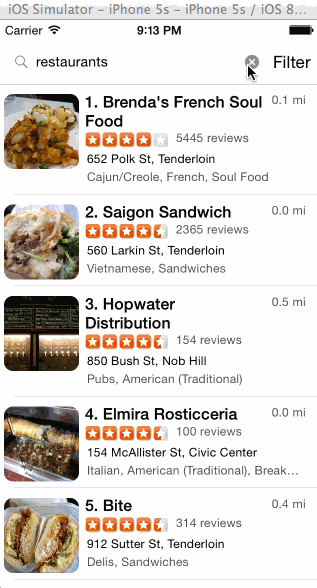 iOS Simulator - iPhone 5s - iPhone 5s / iOS 8...
Carrier 9:13 PM
restaurants Filter
1. Brenda's French Soul 0.1 mi
Food
5445 reviews
652 Polk St, Tenderloin
Cajun/Creole, French, Soul Food
2. Saigon Sandwich 0.0 mi
2365 reviews
560 Larkin St, Tenderloin
Vietnamese, Sandwiches
3. Hopwater 0.5 mi
Distribution
154 reviews
850 Bush St, Nob Hill
Pubs, American (Traditional)
4. Elmira Rosticceria 0.0 mi
100 reviews
154 McAllister St, Civic Center
Italian, American (Traditional), Break...
5. Bite 0.4 mi
314 reviews
912 Sutter St, Tenderloin
Delis, Sandwiches